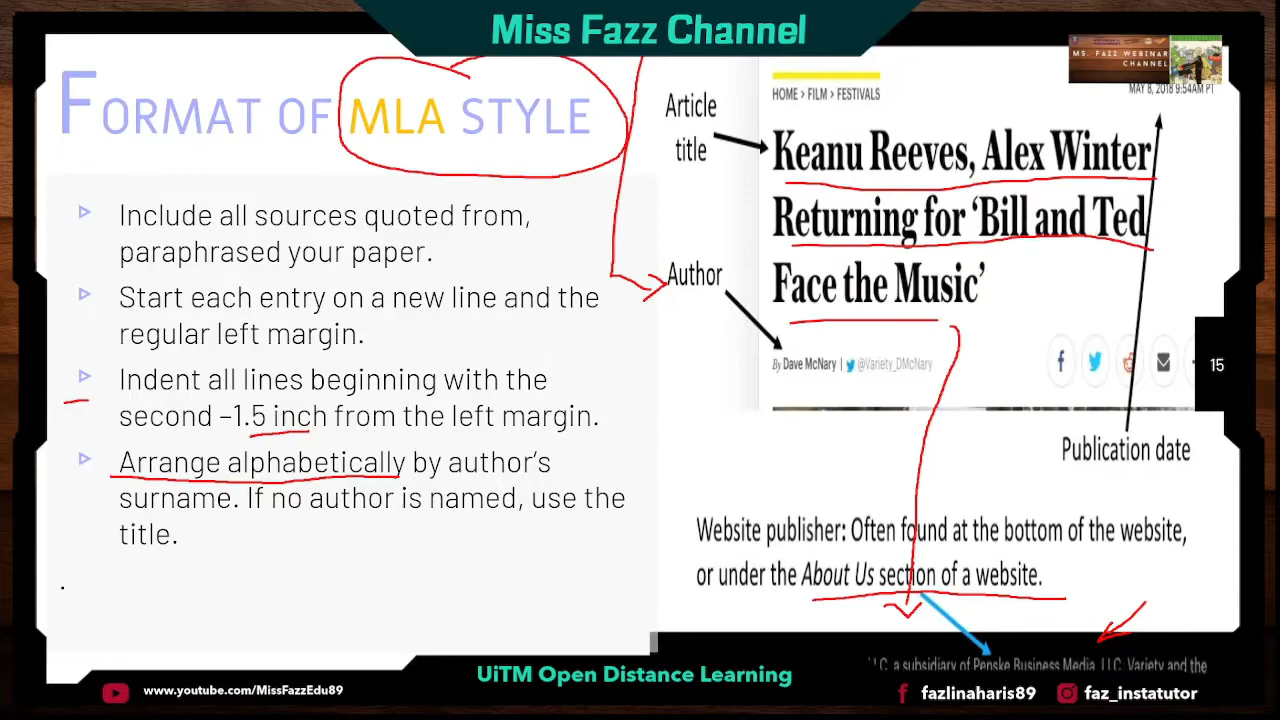 Miss Fazz Channel
FORMAT OF MLA STYLE
Include all sources quoted from,
paraphrased your paper.
Start each entry on a new line and the
regular left margin.
Indent all lines beginning with the
second –1.5 inch from the left margin.
Arrange alphabetically by author's
surname. If no author is named, use the
title.
.
MS. FAZZ WEBINAR
CHANNEL
HOME > FILM > FESTIVALS
MAY 8, 2018 9:54AM PT
Article
title
Keanu Reeves, Alex Winter
Returning for 'Bill and Ted
Face the Music'
Author
By Dave McNary | @Variety_DMcNary
15
Publication date
Website publisher: Often found at the bottom of the website,
or under the About Us section of a website.
LLC, a subsidiary of Penske Business Media, LLC. Variety and the
UiTM Open Distance Learning
www.youtube.com/MissFazzEdu89
fazlinaharis89
faz_instatutor